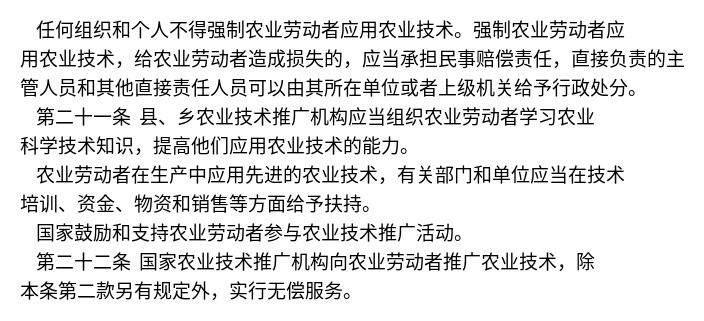 任何组织和个人不得强制农业劳动者应用农业技术。强制农业劳动者应
用农业技术，给农业劳动者造成损失的，应当承担民事赔偿责任，直接负责的主
管人员和其他直接责任人员可以由其所在单位或者上级机关给予行政处分。
第二十一条 县、乡农业技术推广机构应当组织农业劳动者学习农业
科学技术知识，提高他们应用农业技术的能力。
农业劳动者在生产中应用先进的农业技术，有关部门和单位应当在技术
培训、资金、物资和销售等方面给予扶持。
国家鼓励和支持农业劳动者参与农业技术推广活动。
第二十二条 国家农业技术推广机构向农业劳动者推广农业技术，除
本条第二款另有规定外，实行无偿服务。